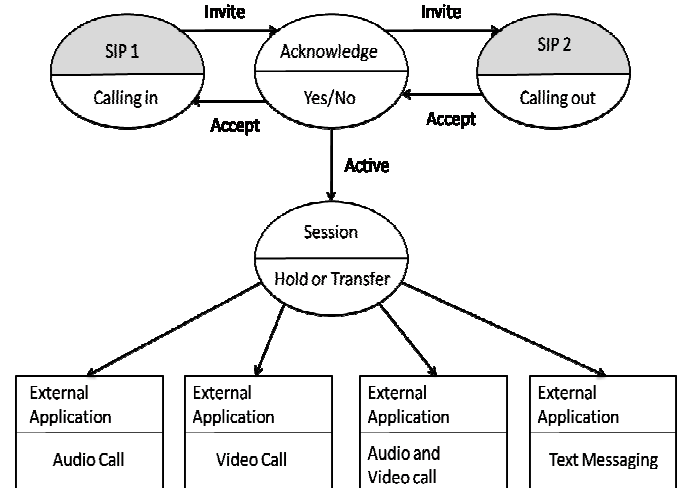 Invite
Invite
SIP 1
Acknowledge
SIP 2
Calling in
Yes/No
Calling out
Accept
Accept
Active
Session
Hold or Transfer
External
Application
Audio Call
External
Application
Video Call
External
Application
Audio and
Video call
External
Application
Text Messaging